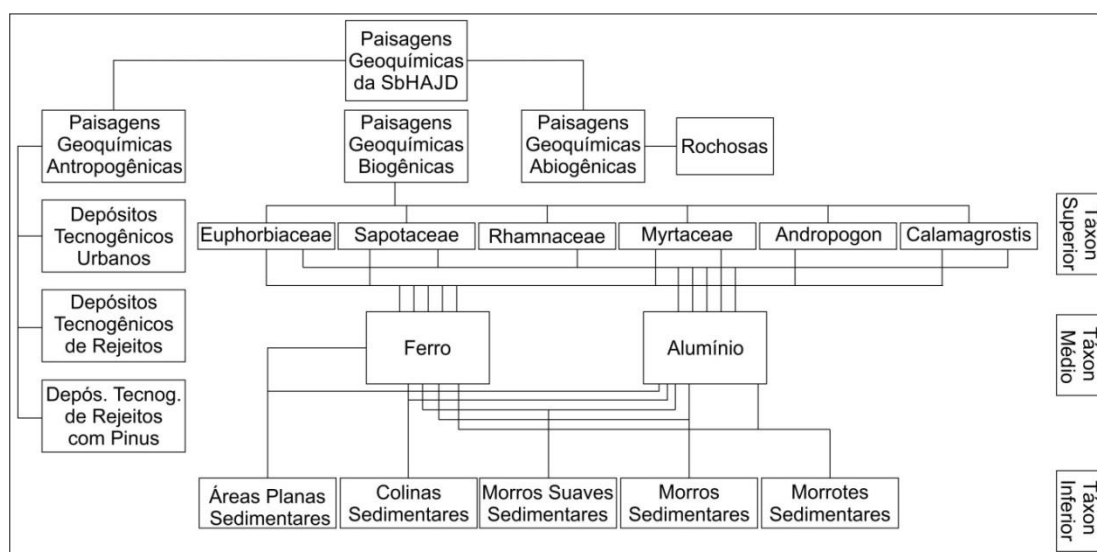 Paisagens
Geoquímicas
da SbHAJD
Paisagens
Geoquímicas
Antropogênicas
Paisagens
Geoquímicas
Biogênicas
Paisagens
Geoquímicas
Abiogênicas
Rochosas
Depósitos
Tecnogênicos
Urbanos
Euphorbiaceae
Sapotaceae
Rhamnaceae
Myrtaceae
Andropogon
Calamagrostis
Táxon
Superior
Depósitos
Tecnogênicos
de Rejeitos
Ferro
Alumínio
Táxon
Médio
Depós. Tecnog.
de Rejeitos
com Pinus
Áreas Planas
Sedimentares
Colinas
Sedimentares
Morros Suaves
Sedimentares
Morros
Sedimentares
Morrotes
Sedimentares
Táxon
Inferior